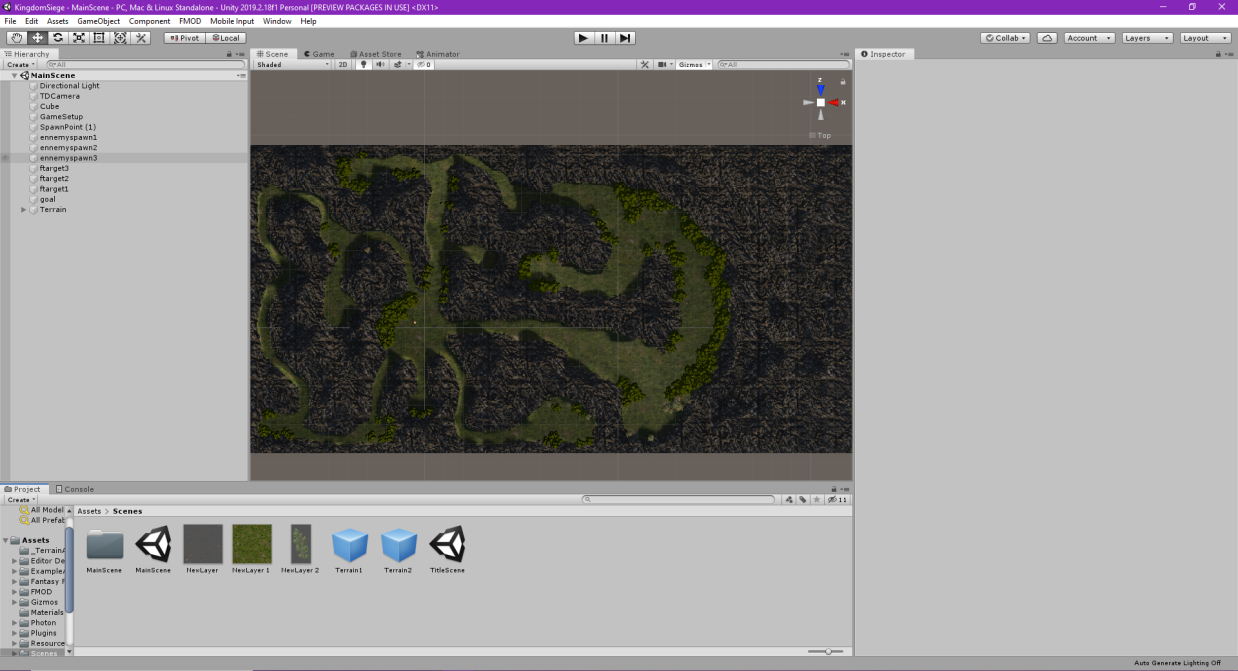 KingdomSiege - MainScene - PC, Mac & Linux Standalone - Unity 2019.2.18f1 Personal [PREVIEW PACKAGES IN USE] <DX11>
File Edit Assets GameObject Component FMOD Mobile Input Window Help
Pivot Local Collab Account Layers Layout
Hierarchy
Create All
MainScene
Directional Light
TDCamera
Cube
GameSetup
SpawnPoint (1)
ennemyspawn1
ennemyspawn2
ennemyspawn3
ftarget3
ftarget2
ftarget1
goal
Terrain
Scene Game Asset Store Animator
Shaded 2D 0 Gizmos All
z
x
Top
Inspector
Project Console
Create 11
All Model
All Prefab
Assets
_TerrainA
Editor De
Example
Fantasy F
FMOD
Gizmos
Materials
Photon
Plugins
Resource
Scenes
Assets > Scenes
MainScene MainScene NewLayer NewLayer 1 NewLayer 2 Terrain1 Terrain2 TitleScene
Auto Generate Lighting Off